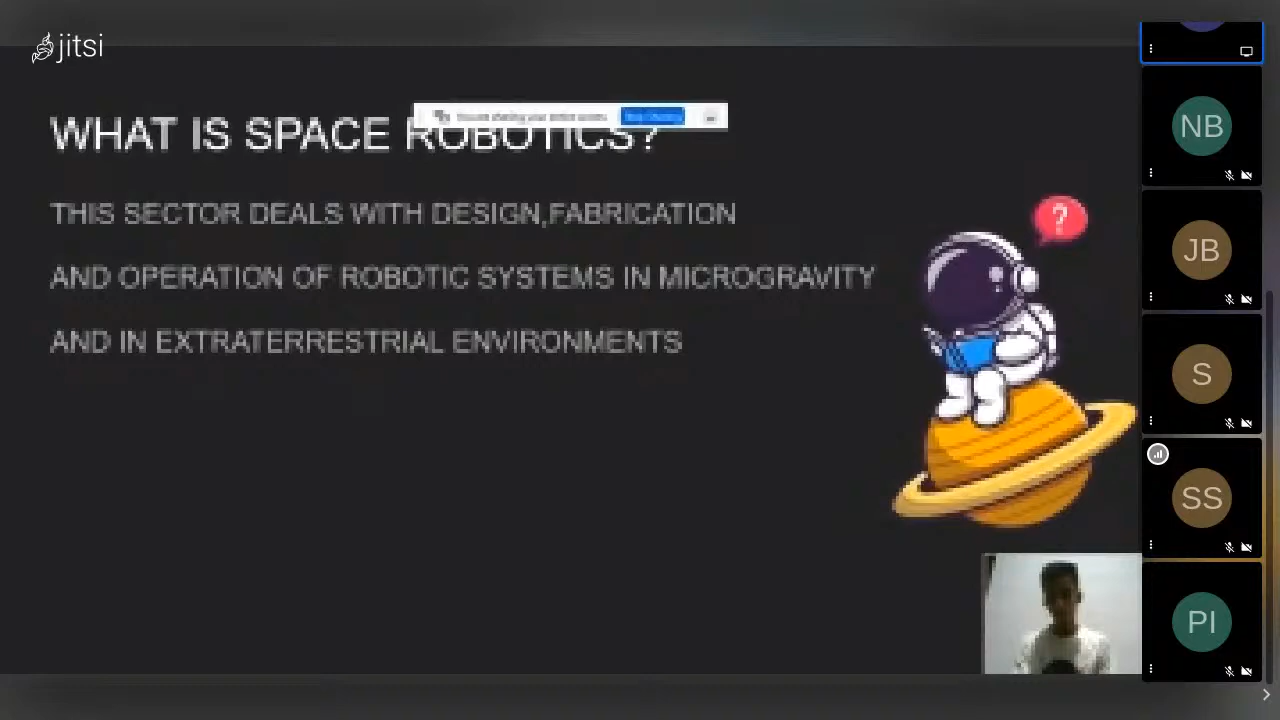 jitsi
WHAT IS SPACE ROBOTICS?
THIS SECTOR DEALS WITH DESIGN,FABRICATION
AND OPERATION OF ROBOTIC SYSTEMS IN MICROGRAVITY
AND IN EXTRATERRESTRIAL ENVIRONMENTS
?
NB
JB
S
SS
PI